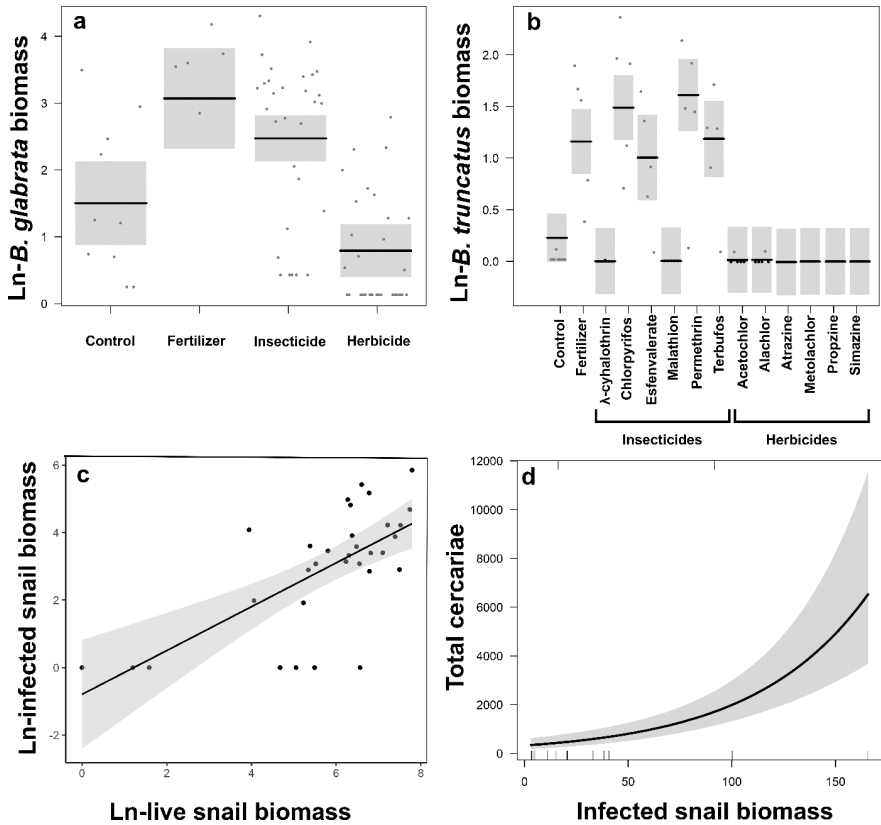 a
Ln-B. glabrata biomass
4
3
2
1
0
Control Fertilizer Insecticide Herbicide
b
Ln-B. truncatus biomass
2.0
1.5
1.0
0.5
0.0
Control
Fertilizer
λ-cyhalothrin
Chlorpyrifos
Esfenvalerate
Malathion
Permethrin
Terbufos
Acetochlor
Alachlor
Atrazine
Metolachlor
Propzine
Simazine
Insecticides Herbicides
c
Ln-infected snail biomass
6
4
2
0
-2
0 2 4 6 8
Ln-live snail biomass
d
Total cercariae
12000
10000
8000
6000
4000
2000
0
0 50 100 150
Infected snail biomass